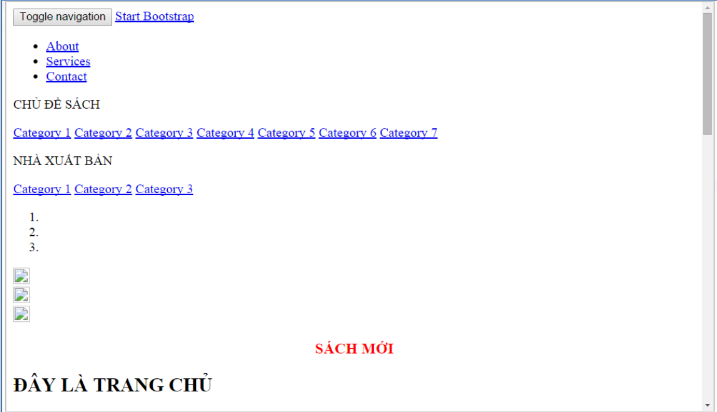 Toggle navigation Start Bootstrap
About
Services
Contact
CHỦ ĐỀ SÁCH
Category 1 Category 2 Category 3 Category 4 Category 5 Category 6 Category 7
NHÀ XUẤT BẢN
Category 1 Category 2 Category 3
1.
2.
3.
SÁCH MỚI
ĐÂY LÀ TRANG CHỦ